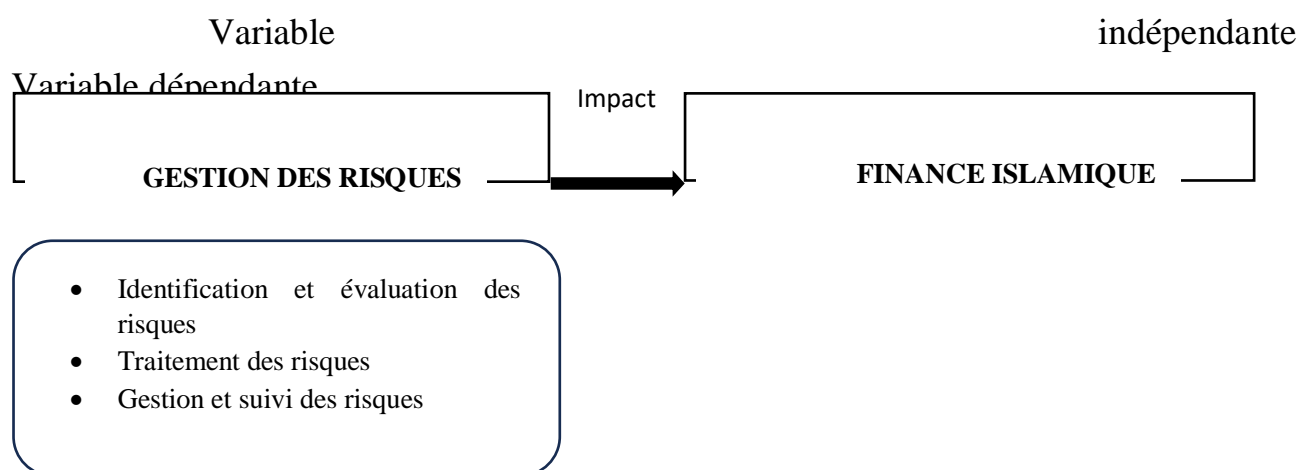 Variable indépendante
Variable dépendante
Impact
GESTION DES RISQUES
FINANCE ISLAMIQUE
• Identification et évaluation des
risques
• Traitement des risques
• Gestion et suivi des risques